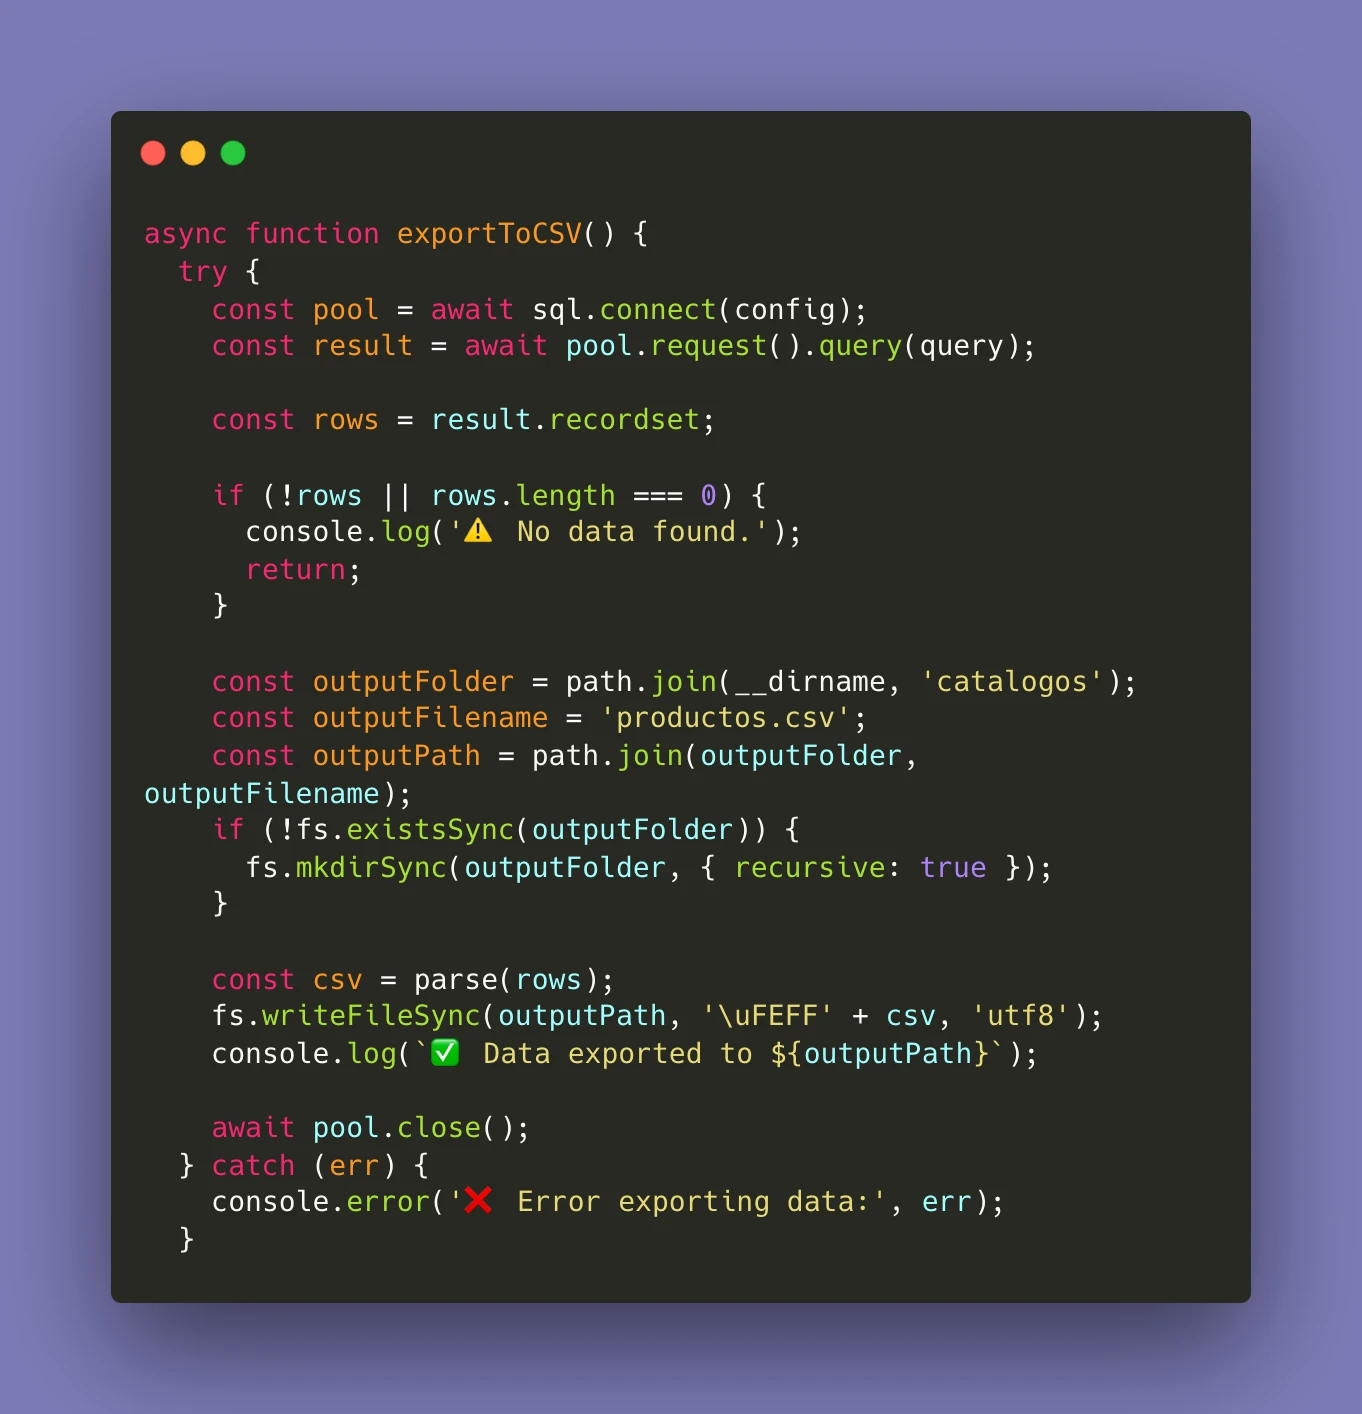 async function exportToCSV() {
  try {
    const pool = await sql.connect(config);
    const result = await pool.request().query(query);

    const rows = result.recordset;

    if (!rows || rows.length === 0) {
      console.log('⚠️ No data found.');
      return;
    }

    const outputFolder = path.join(__dirname, 'catalogos');
    const outputFilename = 'productos.csv';
    const outputPath = path.join(outputFolder,
outputFilename);
    if (!fs.existsSync(outputFolder)) {
      fs.mkdirSync(outputFolder, { recursive: true });
    }

    const csv = parse(rows);
    fs.writeFileSync(outputPath, '\uFEFF' + csv, 'utf8');
    console.log(`✅ Data exported to ${outputPath}`);

    await pool.close();
  } catch (err) {
    console.error('❌ Error exporting data:', err);
  }